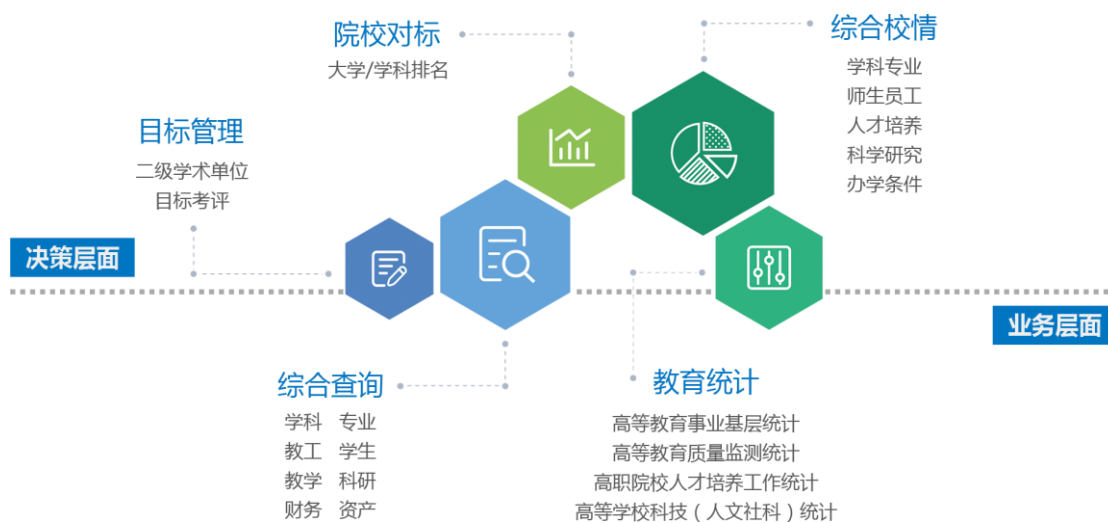 院校对标
大学/学科排名
综合校情
学科专业
师生员工
人才培养
科学研究
办学条件
目标管理
二级学术单位
目标考评
决策层面
业务层面
综合查询
学科 专业
教工 学生
教学 科研
财务 资产
教育统计
高等教育事业基层统计
高等教育质量监测统计
高职院校人才培养工作统计
高等学校科技（人文社科）统计